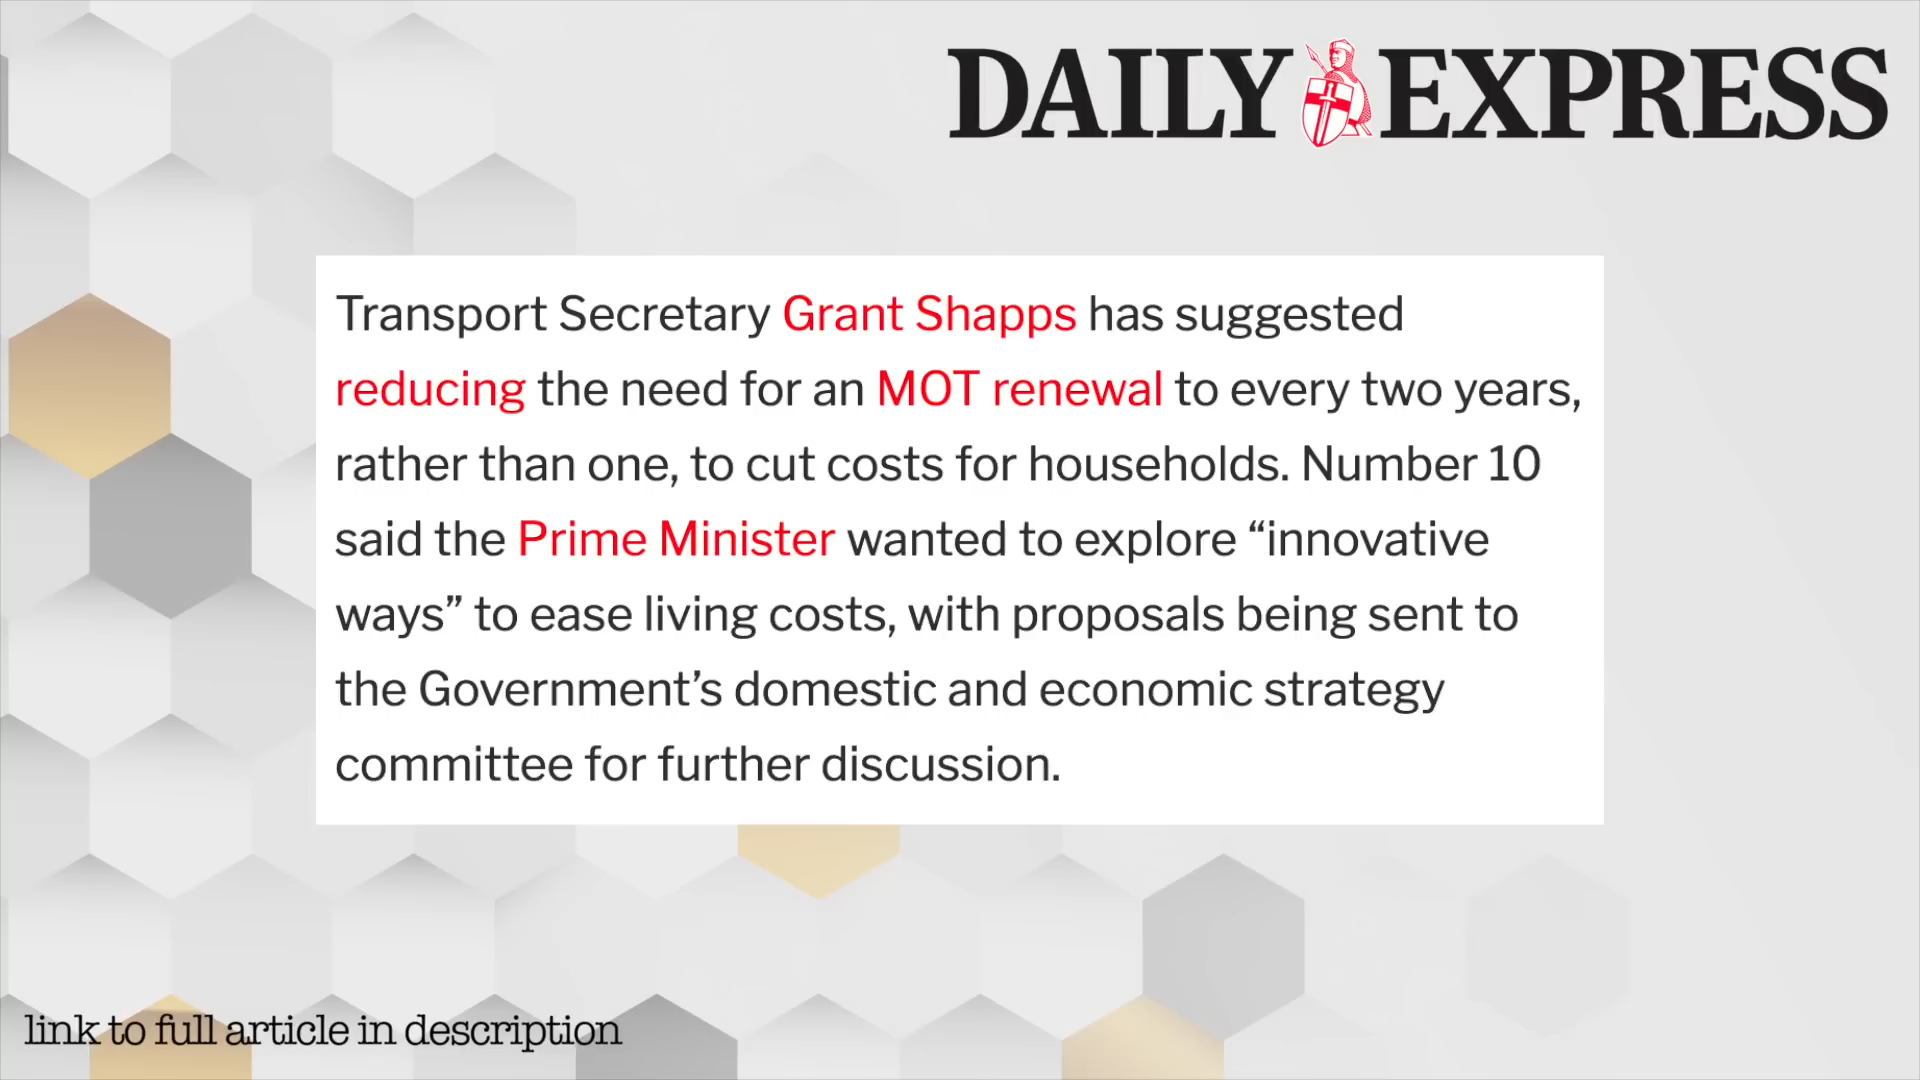 DAILY EXPRESS
Transport Secretary Grant Shapps has suggested
reducing the need for an MOT renewal to every two years,
rather than one, to cut costs for households. Number 10
said the Prime Minister wanted to explore “innovative
ways” to ease living costs, with proposals being sent to
the Government’s domestic and economic strategy
committee for further discussion.
link to full article in description